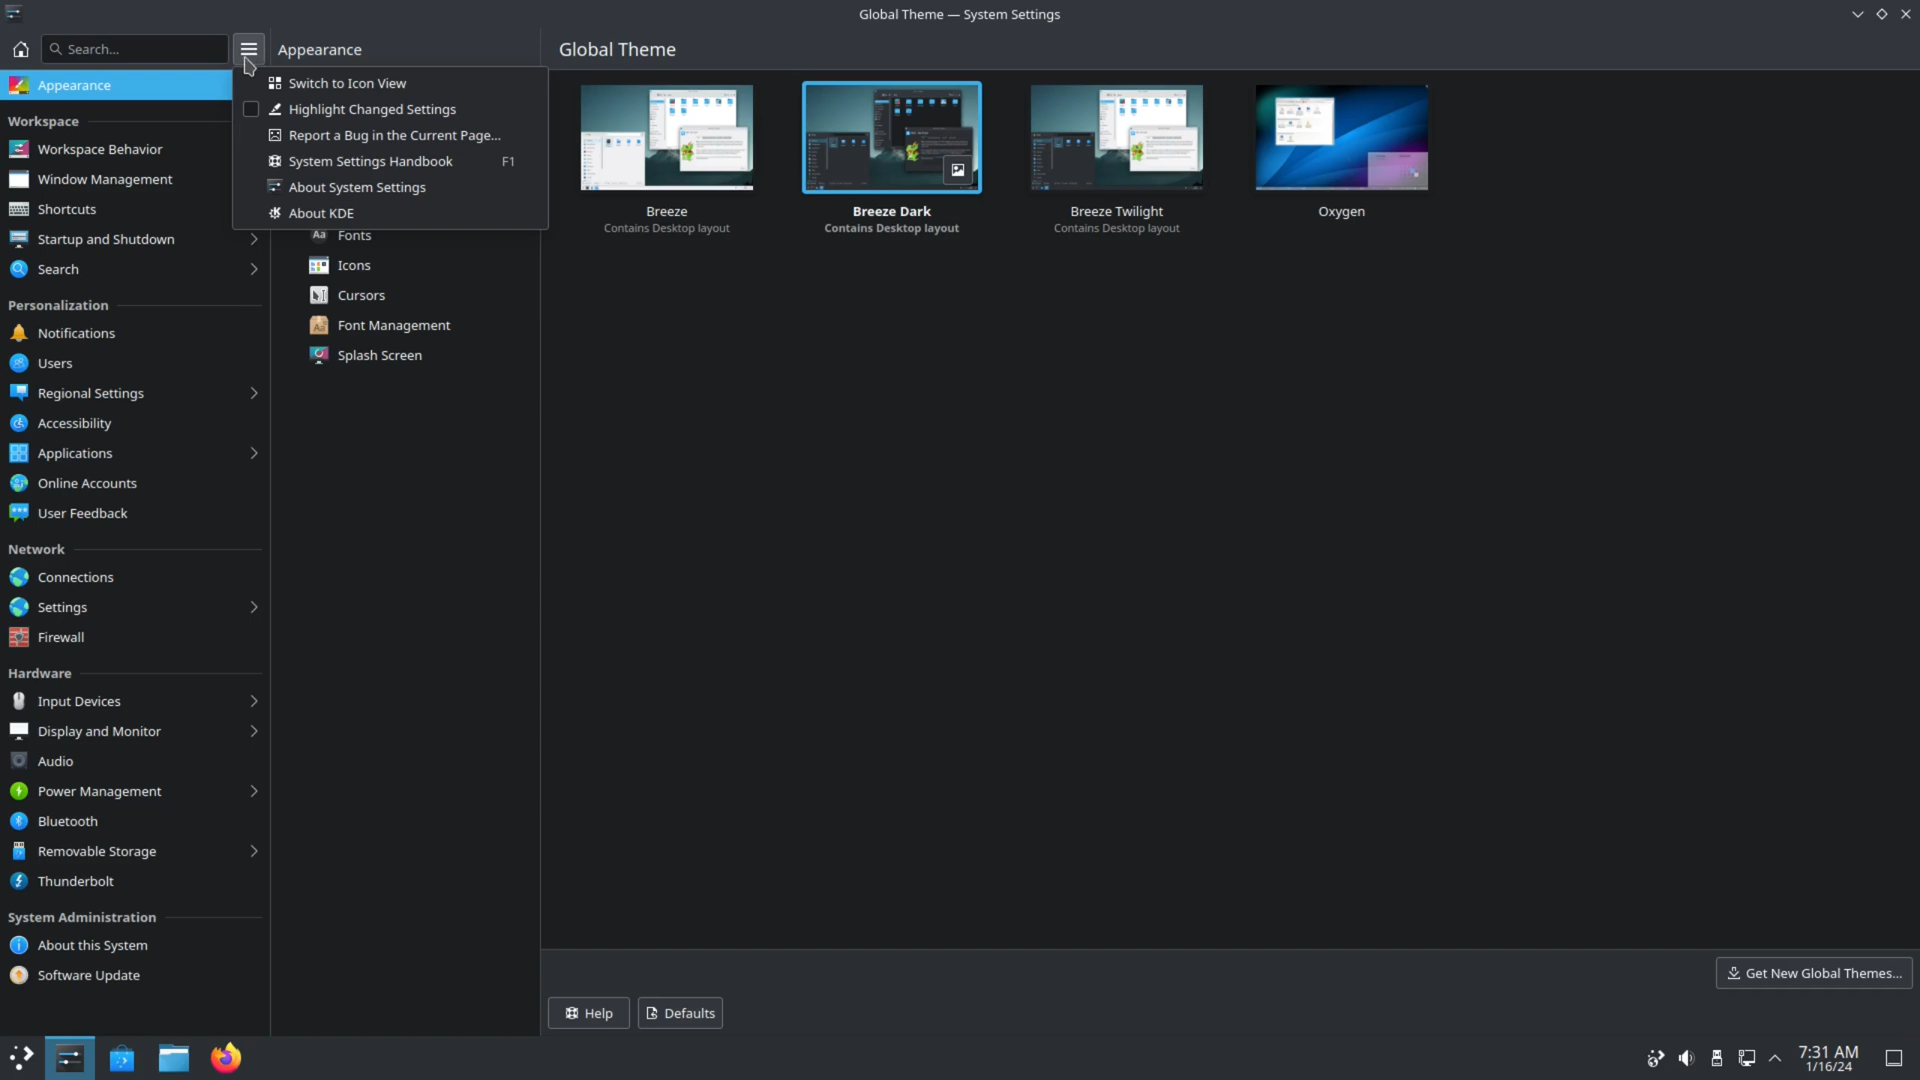 Global Theme — System Settings
Search...
Appearance
Global Theme
Appearance
Workspace
Workspace Behavior
Window Management
Shortcuts
Startup and Shutdown
Search
Personalization
Notifications
Users
Regional Settings
Accessibility
Applications
Online Accounts
User Feedback
Network
Connections
Settings
Firewall
Hardware
Input Devices
Display and Monitor
Audio
Power Management
Bluetooth
Removable Storage
Thunderbolt
System Administration
About this System
Software Update
Switch to Icon View
Highlight Changed Settings
Report a Bug in the Current Page...
System Settings Handbook F1
About System Settings
About KDE
Fonts
Icons
Cursors
Font Management
Splash Screen
Breeze
Contains Desktop layout
Breeze Dark
Contains Desktop layout
Breeze Twilight
Contains Desktop layout
Oxygen
Get New Global Themes...
Help
Defaults
7:31 AM
1/16/24